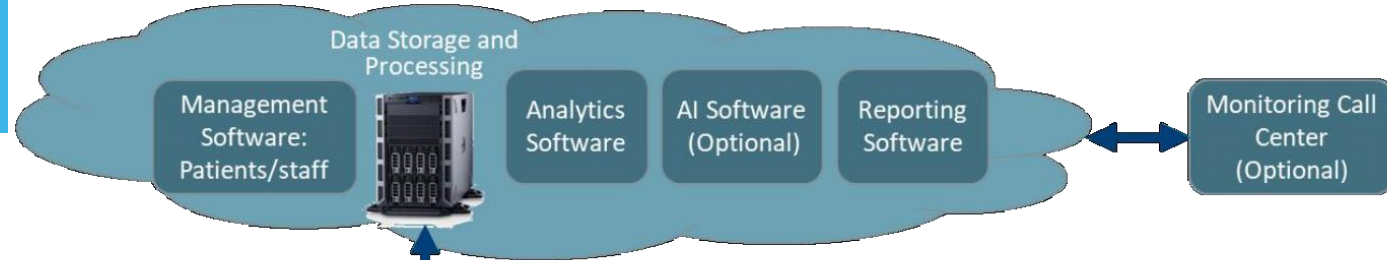 Data Storage and
Processing
Management
Software:
Patients/staff
Analytics
Software
AI Software
(Optional)
Reporting
Software
Monitoring Call
Center
(Optional)